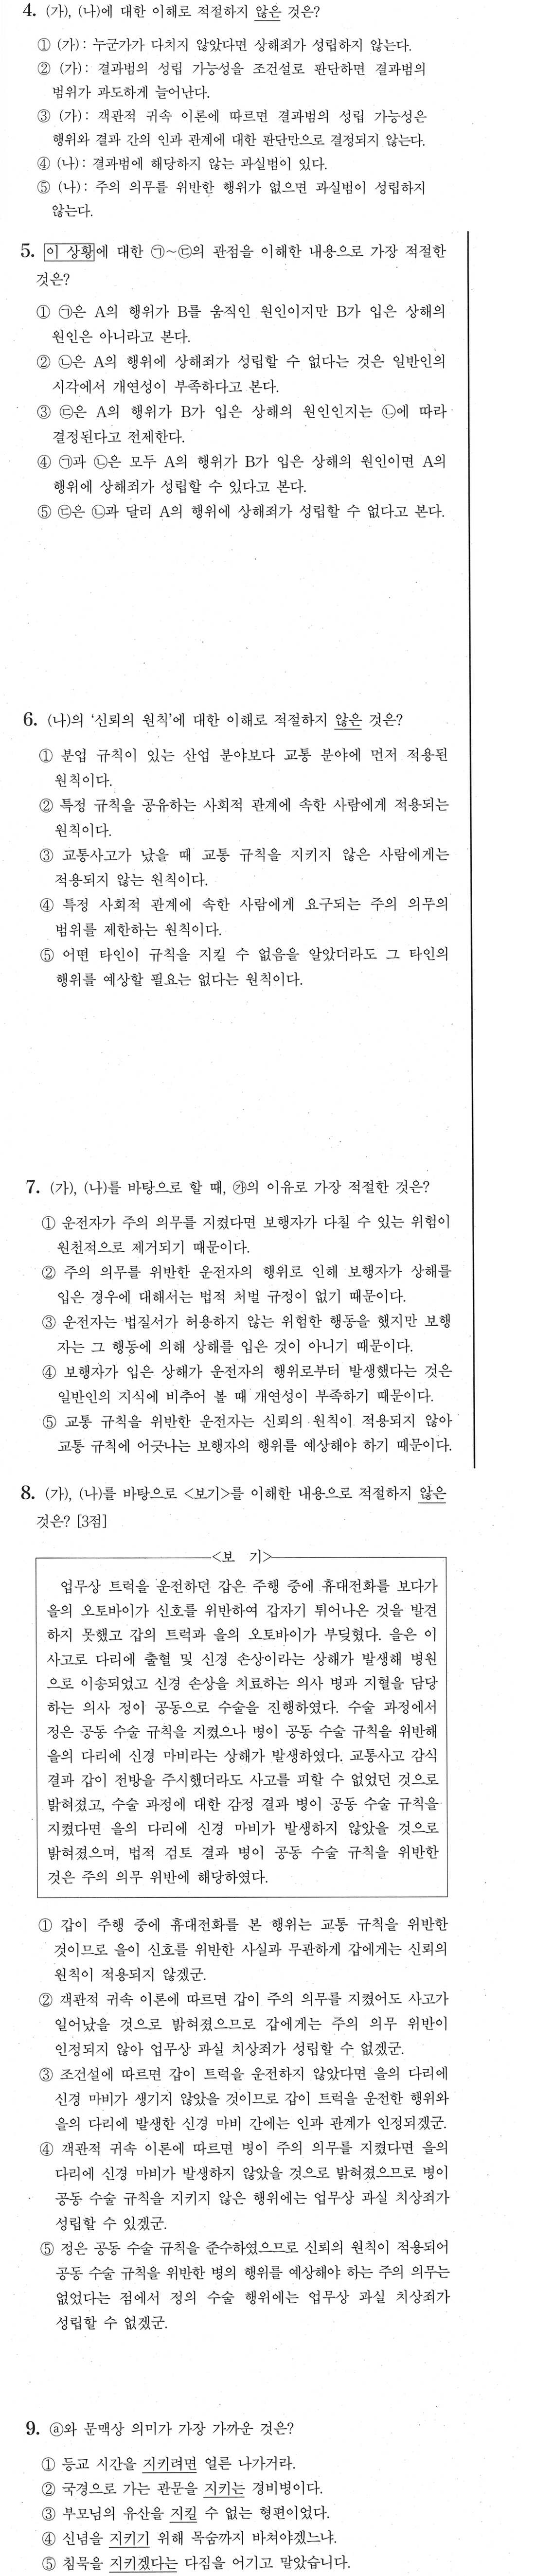 4. (가), (나)에 대한 이해로 적절하지 않은 것은?
① (가): 누군가가 다치지 않았다면 상해죄가 성립하지 않는다.
② (가): 결과범의 성립 가능성을 조건설로 판단하면 결과범의
범위가 과도하게 늘어난다.
③ (가): 객관적 귀속 이론에 따르면 결과범의 성립 가능성은
행위와 결과 간의 인과 관계에 대한 판단만으로 결정되지 않는다.
④ (나): 결과범에 해당하지 않는 과실범이 있다.
⑤ (나): 주의 의무를 위반한 행위가 없으면 과실범이 성립하지
않는다.
5. 이 상황에 대한 ㉠~㉢의 관점을 이해한 내용으로 가장 적절한
것은?
① ㉠은 A의 행위가 B를 움직인 원인이지만 B가 입은 상해의
원인은 아니라고 본다.
② ㉡은 A의 행위에 상해죄가 성립할 수 없다는 것은 일반인의
시각에서 개연성이 부족하다고 본다.
③ ㉢은 A의 행위가 B가 입은 상해의 원인인지는 ㉡에 따라
결정된다고 전제한다.
④ ㉠과 ㉡은 모두 A의 행위가 B가 입은 상해의 원인이면 A의
행위에 상해죄가 성립할 수 있다고 본다.
⑤ ㉢은 ㉡과 달리 A의 행위에 상해죄가 성립할 수 없다고 본다.
6. (나)의 ‘신뢰의 원칙’에 대한 이해로 적절하지 않은 것은?
① 분업 규칙이 있는 산업 분야보다 교통 분야에 먼저 적용된
원칙이다.
② 특정 규칙을 공유하는 사회적 관계에 속한 사람에게 적용되는
원칙이다.
③ 교통사고가 났을 때 교통 규칙을 지키지 않은 사람에게는
적용되지 않는 원칙이다.
④ 특정 사회적 관계에 속한 사람에게 요구되는 주의 의무의
범위를 제한하는 원칙이다.
⑤ 어떤 타인이 규칙을 지킬 수 없음을 알았더라도 그 타인의
행위를 예상할 필요는 없다는 원칙이다.
7. (가), (나)를 바탕으로 할 때, ㉮의 이유로 가장 적절한 것은?
① 운전자가 주의 의무를 지켰다면 보행자가 다칠 수 있는 위험이
원천적으로 제거되기 때문이다.
② 주의 의무를 위반한 운전자의 행위로 인해 보행자가 상해를
입은 경우에 대해서는 법적 처벌 규정이 없기 때문이다.
③ 운전자는 법질서가 허용하지 않는 위험한 행동을 했지만 보행
자는 그 행동에 의해 상해를 입은 것이 아니기 때문이다.
④ 보행자가 입은 상해가 운전자의 행위로부터 발생했다는 것은
일반인의 지식에 비추어 볼 때 개연성이 부족하기 때문이다.
⑤ 교통 규칙을 위반한 운전자는 신뢰의 원칙이 적용되지 않아
교통 규칙에 어긋나는 보행자의 행위를 예상해야 하기 때문이다.
8. (가), (나)를 바탕으로 <보기>를 이해한 내용으로 적절하지 않은
것은? [3점]
<보 기>
업무상 트럭을 운전하던 갑은 주행 중에 휴대전화를 보다가
을의 오토바이가 신호를 위반하여 갑자기 튀어나온 것을 발견
하지 못했고 갑의 트럭과 을의 오토바이가 부딪혔다. 을은 이
사고로 다리에 출혈 및 신경 손상이라는 상해가 발생해 병원
으로 이송되었고 신경 손상을 치료하는 의사 병과 지혈을 담당
하는 의사 정이 공동으로 수술을 진행하였다. 수술 과정에서
정은 공동 수술 규칙을 지켰으나 병이 공동 수술 규칙을 위반해
을의 다리에 신경 마비라는 상해가 발생하였다. 교통사고 감식
결과 갑이 전방을 주시했더라도 사고를 피할 수 없었던 것으로
밝혀졌고, 수술 과정에 대한 감정 결과 병이 공동 수술 규칙을
지켰다면 을의 다리에 신경 마비가 발생하지 않았을 것으로
밝혀졌으며, 법적 검토 결과 병이 공동 수술 규칙을 위반한
것은 주의 의무 위반에 해당하였다.
① 갑이 주행 중에 휴대전화를 본 행위는 교통 규칙을 위반한
것이므로 을이 신호를 위반한 사실과 무관하게 갑에게는 신뢰의
원칙이 적용되지 않겠군.
② 객관적 귀속 이론에 따르면 갑이 주의 의무를 지켰어도 사고가
일어났을 것으로 밝혀졌으므로 갑에게는 주의 의무 위반이
인정되지 않아 업무상 과실 치상죄가 성립할 수 없겠군.
③ 조건설에 따르면 갑이 트럭을 운전하지 않았다면 을의 다리에
신경 마비가 생기지 않았을 것이므로 갑이 트럭을 운전한 행위와
을의 다리에 발생한 신경 마비 간에는 인과 관계가 인정되겠군.
④ 객관적 귀속 이론에 따르면 병이 주의 의무를 지켰다면 을의
다리에 신경 마비가 발생하지 않았을 것으로 밝혀졌으므로 병이
공동 수술 규칙을 지키지 않은 행위에는 업무상 과실 치상죄가
성립할 수 있겠군.
⑤ 정은 공동 수술 규칙을 준수하였으므로 신뢰의 원칙이 적용되어
공동 수술 규칙을 위반한 병의 행위를 예상해야 하는 주의 의무는
없었다는 점에서 정의 수술 행위에는 업무상 과실 치상죄가
성립할 수 없겠군.
9. ⓐ와 문맥상 의미가 가장 가까운 것은?
① 등교 시간을 지키려면 얼른 나가거라.
② 국경으로 가는 관문을 지키는 경비병이다.
③ 부모님의 유산을 지킬 수 없는 형편이었다.
④ 신념을 지키기 위해 목숨까지 바쳐야겠느냐.
⑤ 침묵을 지키겠다는 다짐을 어기고 말았습니다.